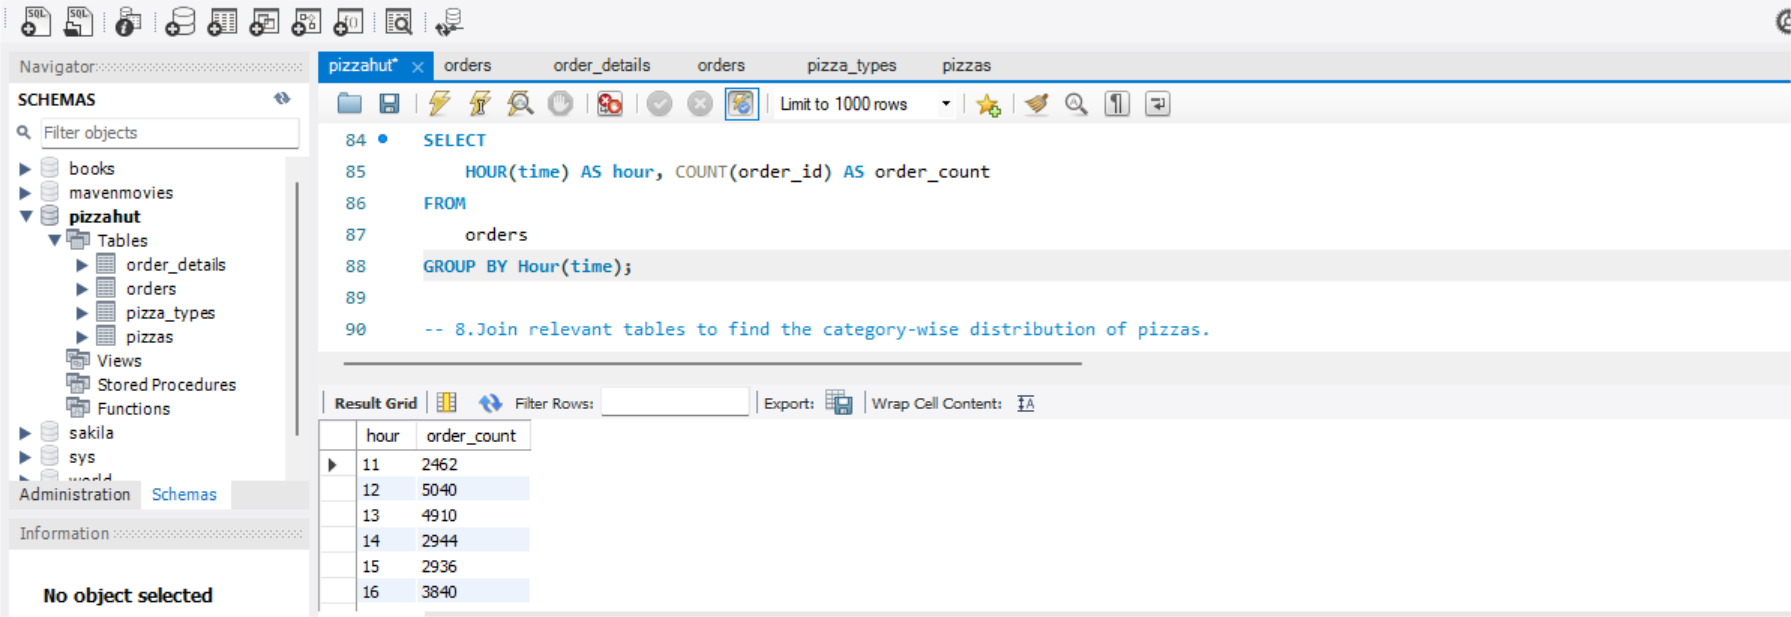 SQL
SQL
Navigator
SCHEMAS
Filter objects
books
mavenmovies
pizzahut
Tables
order_details
orders
pizza_types
pizzas
Views
Stored Procedures
Functions
sakila
sys
world
Administration Schemas
Information
No object selected
pizzahut* orders order_details orders pizza_types pizzas
Limit to 1000 rows
84 SELECT
85 HOUR(time) AS hour, COUNT(order_id) AS order_count
86 FROM
87 orders
88 GROUP BY Hour(time);
89
90 -- 8.Join relevant tables to find the category-wise distribution of pizzas.
Result Grid Filter Rows: Export: Wrap Cell Content: IA
hour order_count
11 2462
12 5040
13 4910
14 2944
15 2936
16 3840